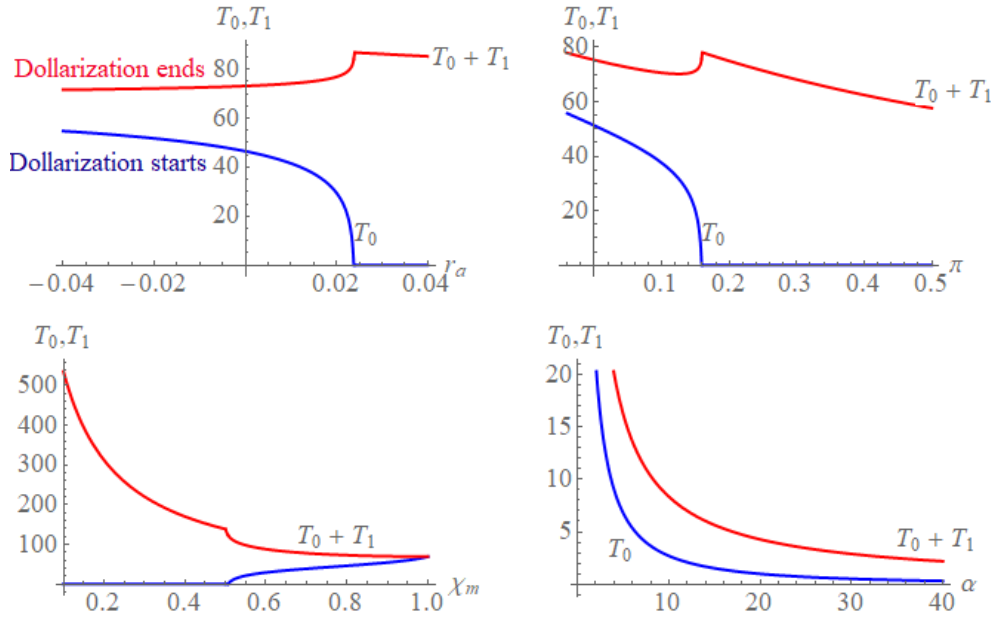 T₀,T₁
80
60
40
20
Dollarization ends
Dollarization starts
T₀ + T₁
T₀
−0.04 −0.02 0.02 0.04
rₐ
T₀,T₁
80
60
40
20
T₀ + T₁
T₀
0.1 0.2 0.3 0.4 0.5
π
T₀,T₁
500
400
300
200
100
T₀ + T₁
0.2 0.4 0.6 0.8 1.0
χₘ
T₀,T₁
20
15
10
5
T₀ + T₁
T₀
10 20 30 40
α